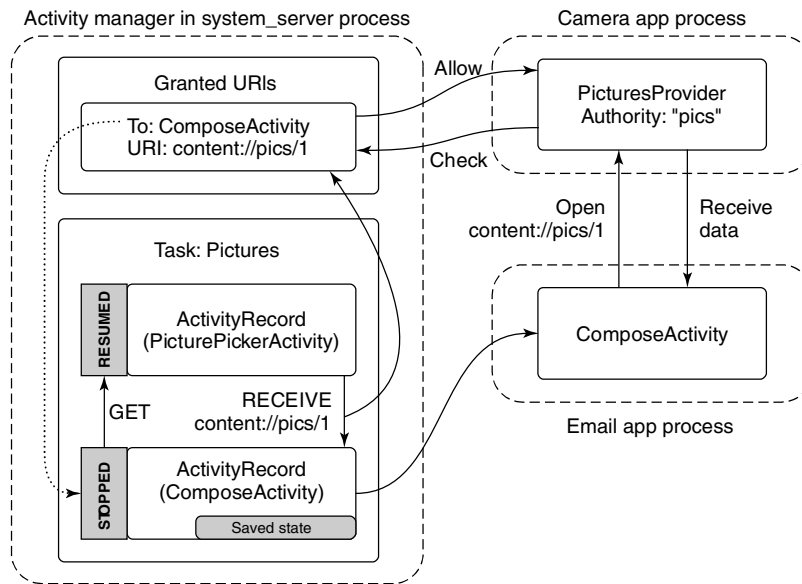 Activity manager in system_server process
Granted URIs
To: ComposeActivity
URI: content://pics/1
Task: Pictures
RESUMED
ActivityRecord
(PicturePickerActivity)
GET
RECEIVE
content://pics/1
STOPPED
ActivityRecord
(ComposeActivity)
Saved state
Allow
Check
Camera app process
PicturesProvider
Authority: "pics"
Open
content://pics/1
Receive
data
ComposeActivity
Email app process